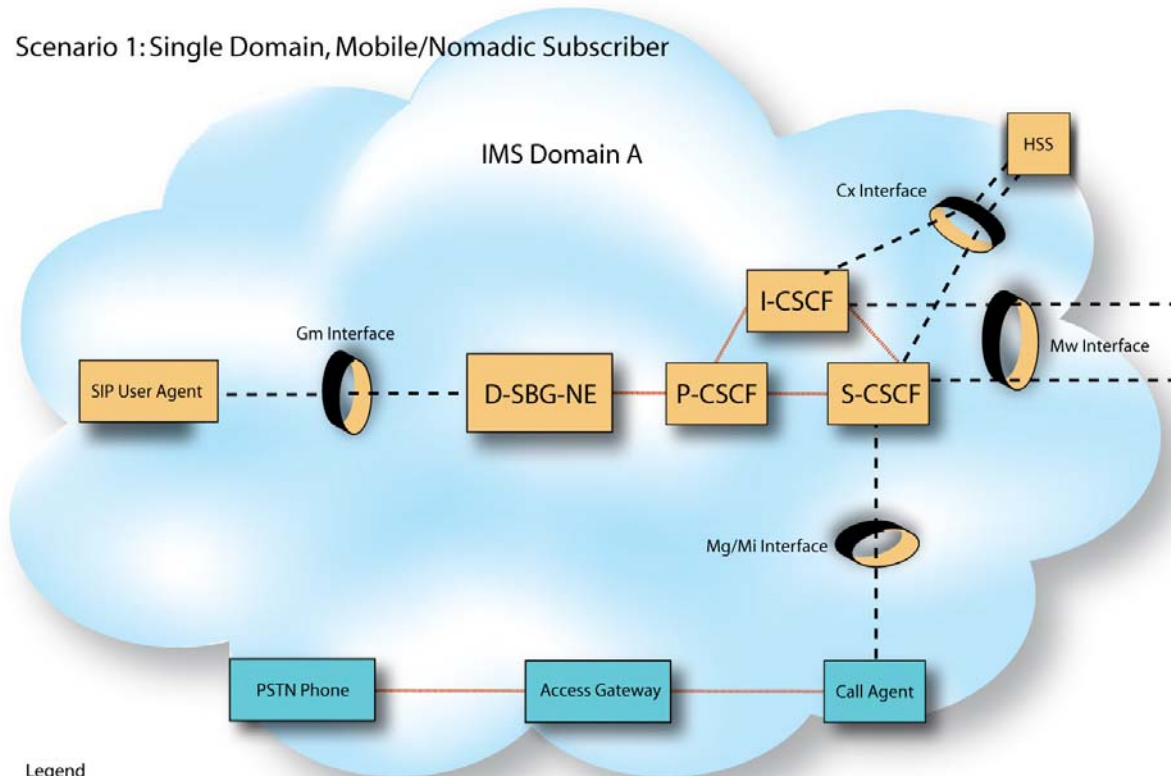 Scenario 1: Single Domain, Mobile/Nomadic Subscriber
IMS Domain A
HSS
Cx Interface
I-CSCF
Gm Interface
Mw Interface
SIP User Agent
D-SBG-NE
P-CSCF
S-CSCF
Mg/Mi Interface
PSTN Phone
Access Gateway
Call Agent
Legend